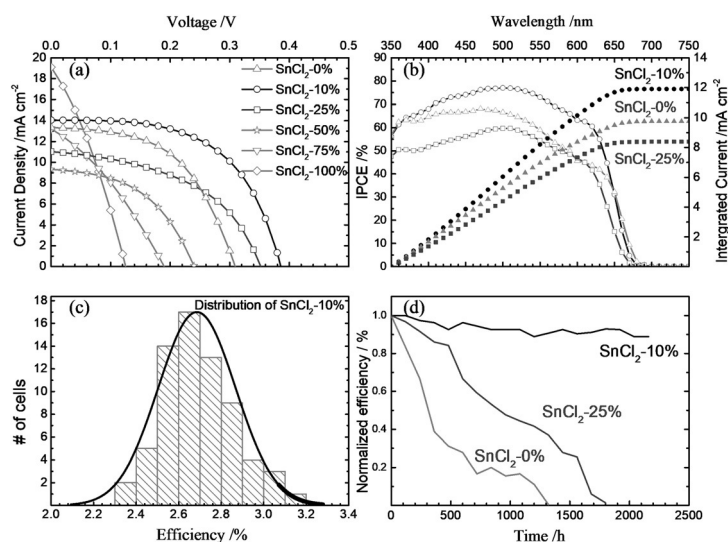 Voltage /V
0.0 0.1 0.2 0.3 0.4 0.5
20
18
16
14
12
10
8
6
4
2
0
Current Density /mA cm-2
(a)
SnCl2-0%
SnCl2-10%
SnCl2-25%
SnCl2-50%
SnCl2-75%
SnCl2-100%
Wavelength /nm
350 400 450 500 550 600 650 700 750
90
80
70
60
50
40
30
20
10
0
IPCE /%
(b)
SnCl2-10%
SnCl2-0%
SnCl2-25%
14
12
10
8
6
4
2
Intergrated Current /mA cm-2
18
16
14
12
10
8
6
4
2
0
# of cells
(c)
Distribution of SnCl2-10%
2.0 2.2 2.4 2.6 2.8 3.0 3.2 3.4
Efficiency /%
1.0
0.8
0.6
0.4
0.2
Normalized efficiency / %
(d)
SnCl2-10%
SnCl2-25%
SnCl2-0%
0 500 1000 1500 2000 2500
Time /h